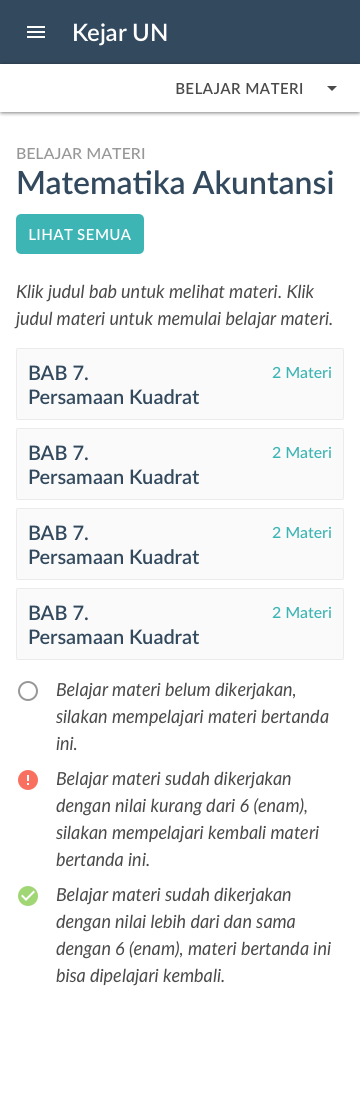 Kejar UN
BELAJAR MATERI
BELAJAR MATERI
Matematika Akuntansi
LIHAT SEMUA
Klik judul bab untuk melihat materi. Klik
judul materi untuk memulai belajar materi.
BAB 7.
2 Materi
Persamaan Kuadrat
BAB 7.
2 Materi
Persamaan Kuadrat
BAB 7.
2 Materi
Persamaan Kuadrat
BAB 7.
2 Materi
Persamaan Kuadrat
Belajar materi belum dikerjakan,
silakan mempelajari materi bertanda
ini.
Belajar materi sudah dikerjakan
dengan nilai kurang dari 6 (enam),
silakan mempelajari kembali materi
bertanda ini.
Belajar materi sudah dikerjakan
dengan nilai lebih dari dan sama
dengan 6 (enam), materi bertanda ini
bisa dipelajari kembali.